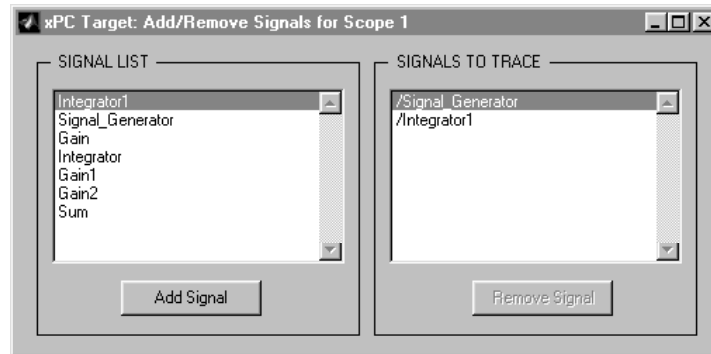 xPC Target: Add/Remove Signals for Scope 1
SIGNAL LIST
Integrator1
Signal_Generator
Gain
Integrator
Gain1
Gain2
Sum
Add Signal
SIGNALS TO TRACE
/Signal_Generator
/Integrator1
Remove Signal